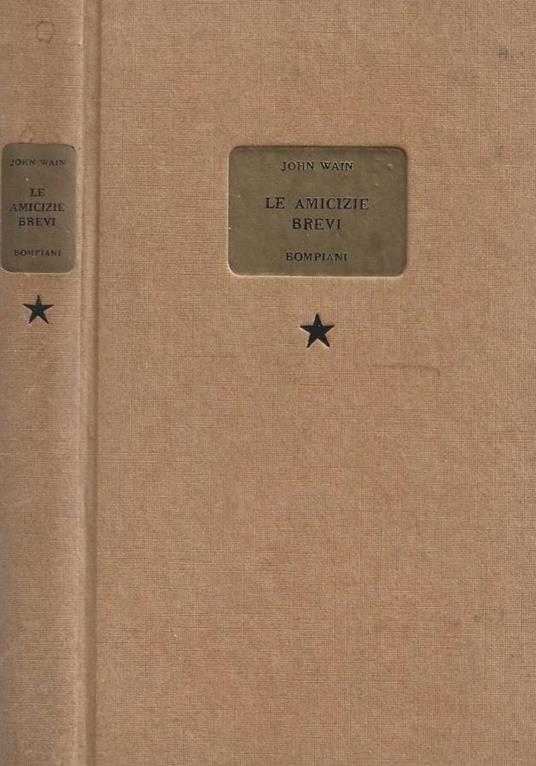 JOHN WAIN
LE
AMICIZIE
BREVI
BOMPIANI
JOHN WAIN
LE AMICIZIE
BREVI
BOMPIANI